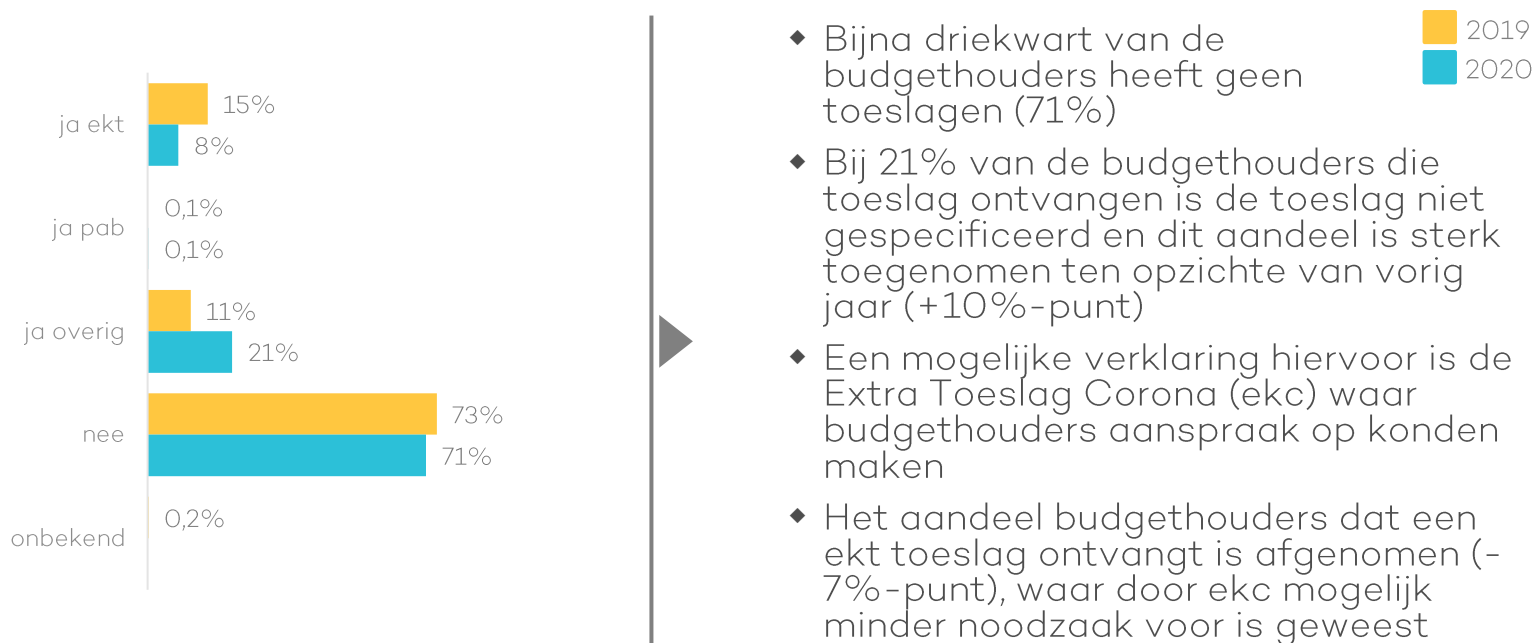 ja ekt
15%
8%
ja pab
0,1%
0,1%
ja overig
11%
21%
nee
73%
71%
onbekend
0,2%
◆ Bijna driekwart van de
budgethouders heeft geen
toeslagen (71%)
◆ Bij 21% van de budgethouders die
toeslag ontvangen is de toeslag niet
gespecificeerd en dit aandeel is sterk
toegenomen ten opzichte van vorig
jaar (+10%-punt)
◆ Een mogelijke verklaring hiervoor is de
Extra Toeslag Corona (ekc) waar
budgethouders aanspraak op konden
maken
◆ Het aandeel budgethouders dat een
ekt toeslag ontvangt is afgenomen (-
7%-punt), waar door ekc mogelijk
minder noodzaak voor is geweest
2019
2020